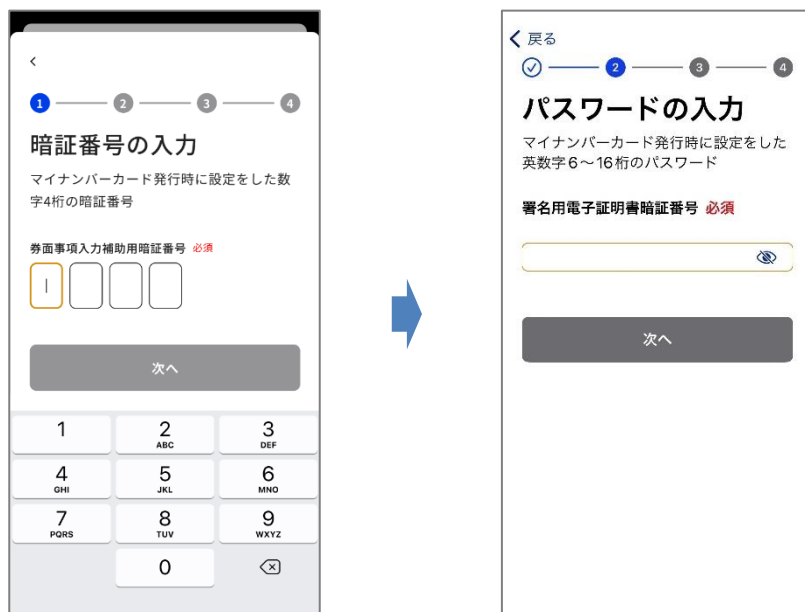 <
1 2 3 4
暗証番号の入力
マイナンバーカード発行時に設定をした数
字4桁の暗証番号
券面事項入力補助用暗証番号 必須
次へ
1 2 3
ABC DEF
4 5 6
GHI JKL MNO
7 8 9
PQRS TUV WXYZ
0
戻る
2 3 4
パスワードの入力
マイナンバーカード発行時に設定をした
英数字6〜16桁のパスワード
署名用電子証明書暗証番号 必須
次へ